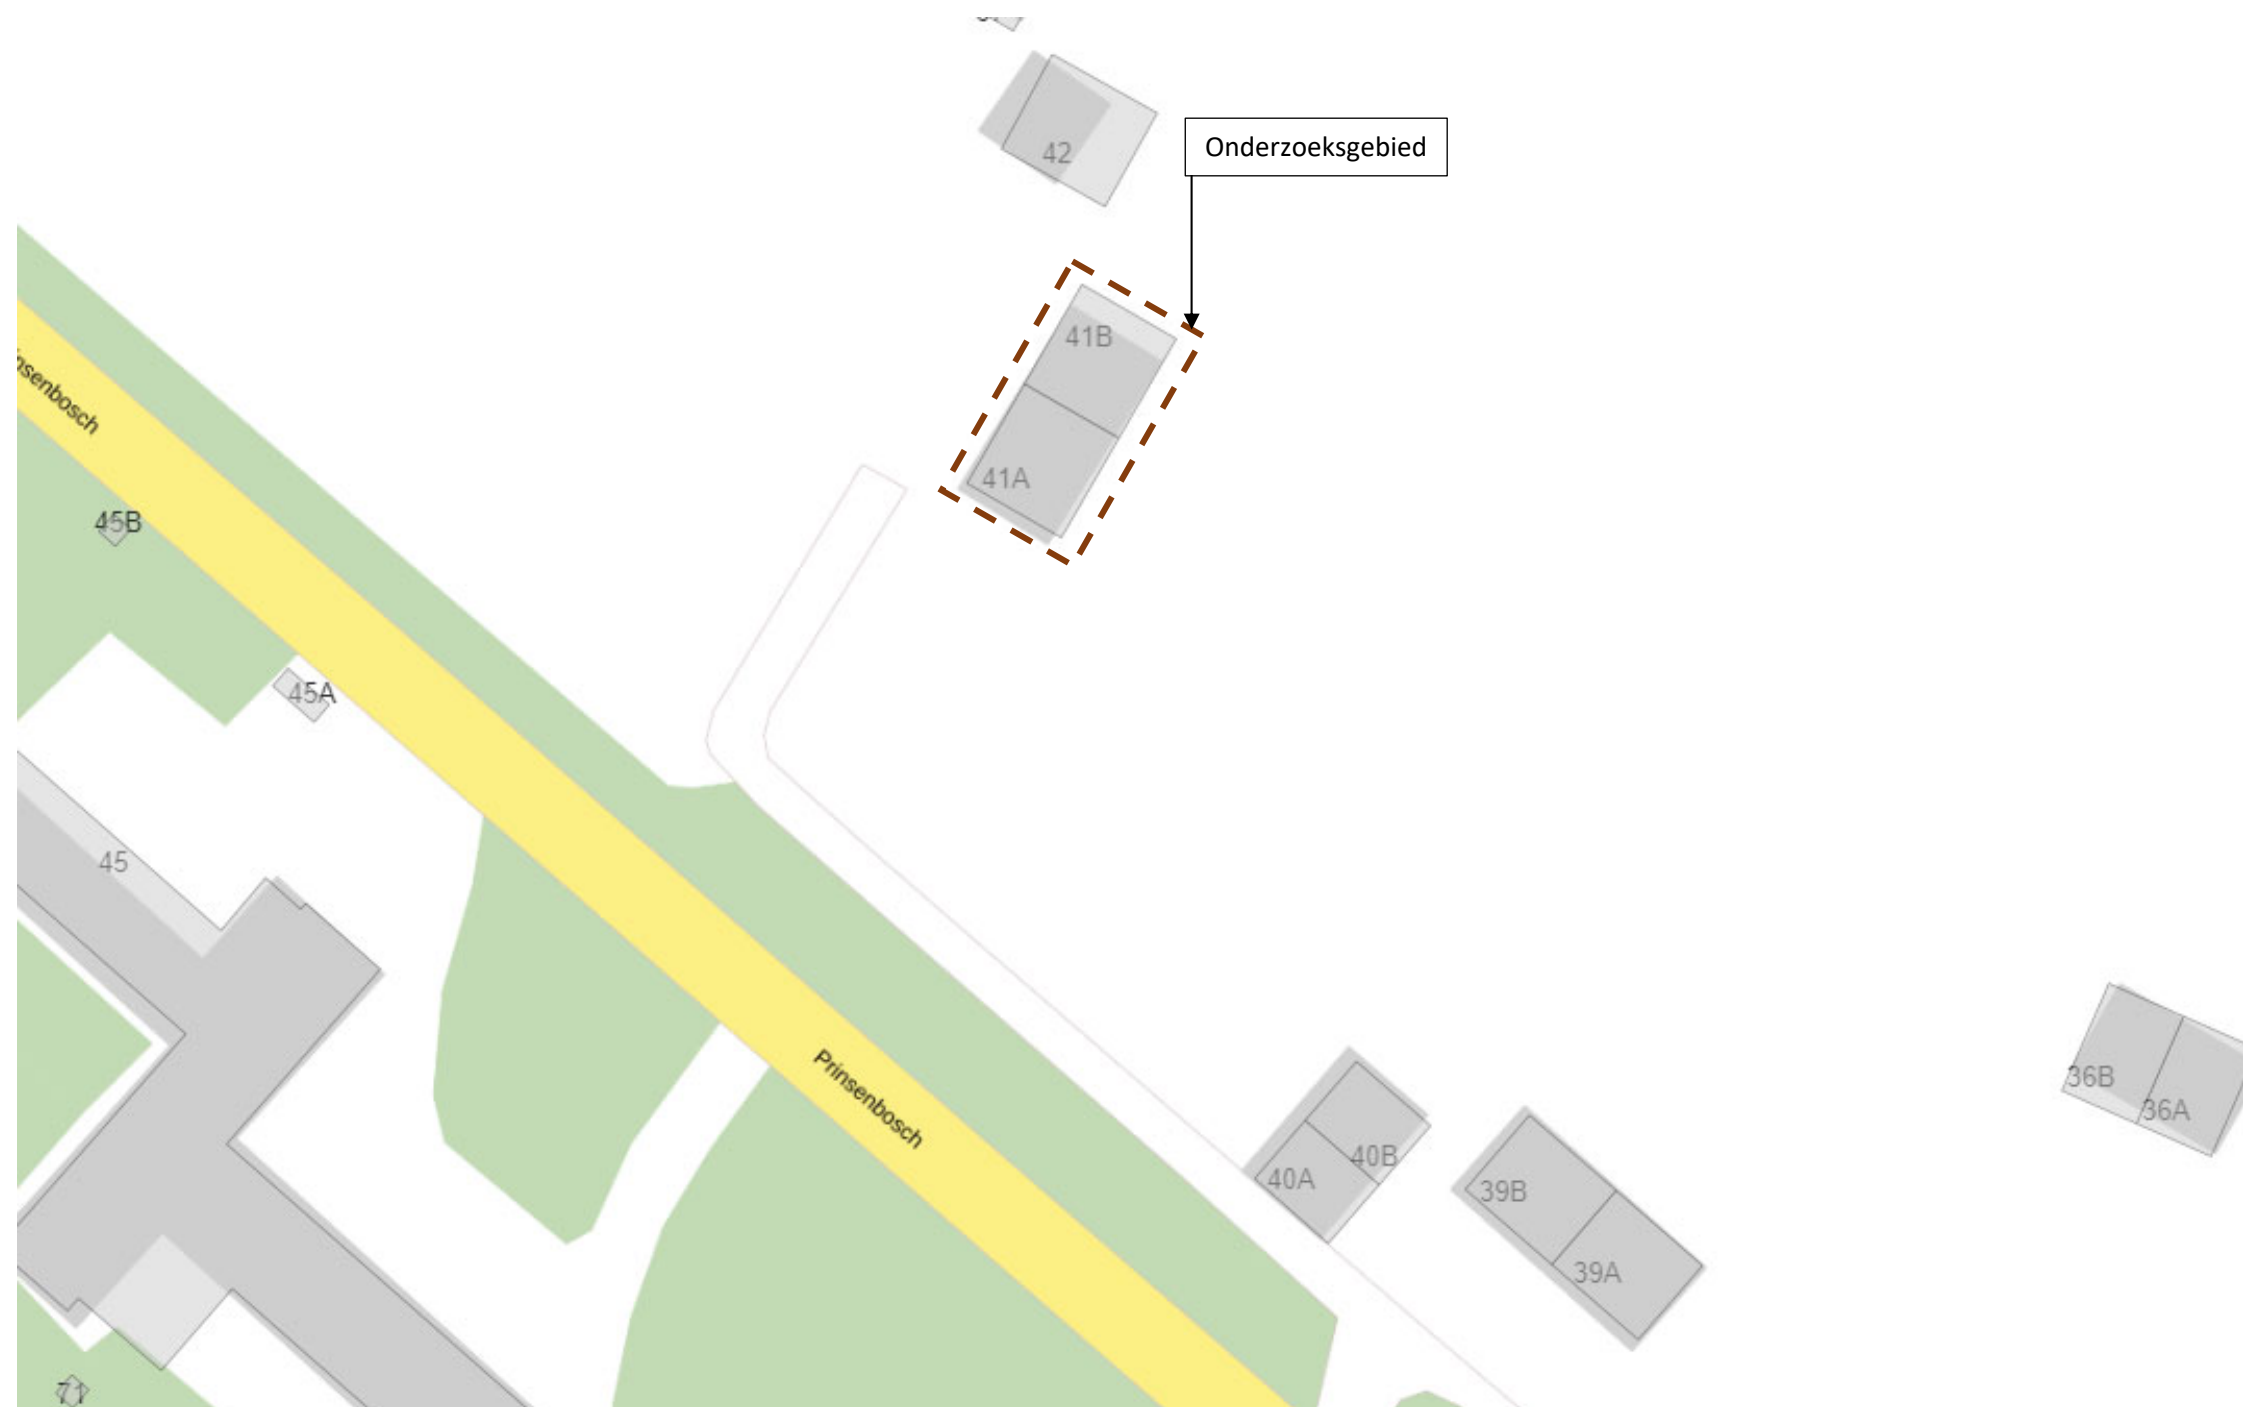 42
Onderzoeksgebied
41B
nsenbosch
41A
45B
45A
45
Prinsenbosch
36B
36A
40B
40A
39B
39A
71